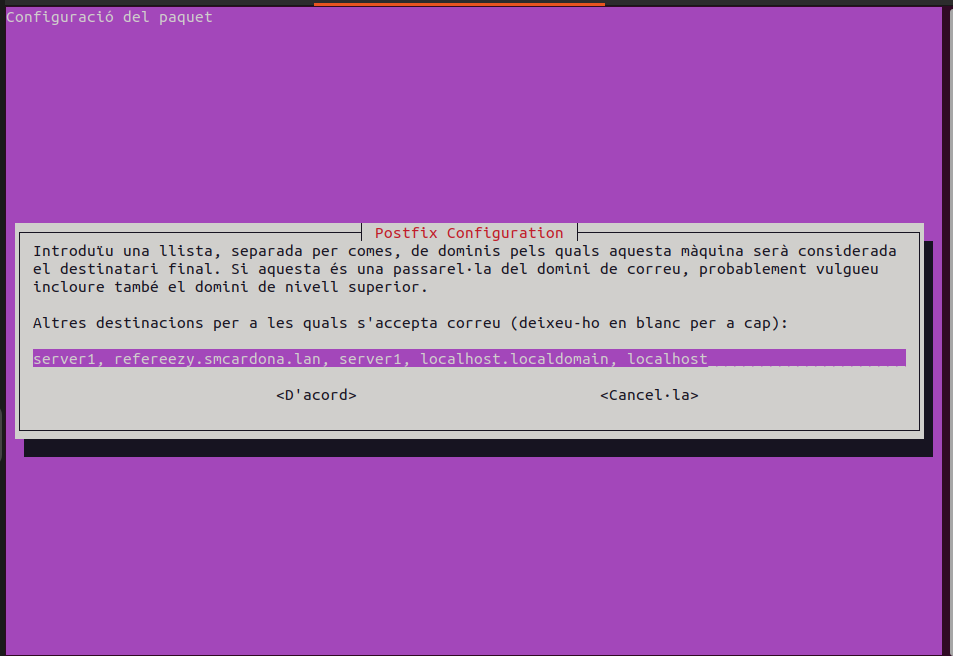 Configuració del paquet
Postfix Configuration
Introduïu una llista, separada per comes, de dominis pels quals aquesta màquina serà considerada
el destinatari final. Si aquesta és una passarel·la del domini de correu, probablement vulgueu
incloure també el domini de nivell superior.
Altres destinacions per a les quals s'accepta correu (deixeu-ho en blanc per a cap):
server1, refereezy.smcardona.lan, server1, localhost.localdomain, localhost
<D'acord> <Cancel·la>